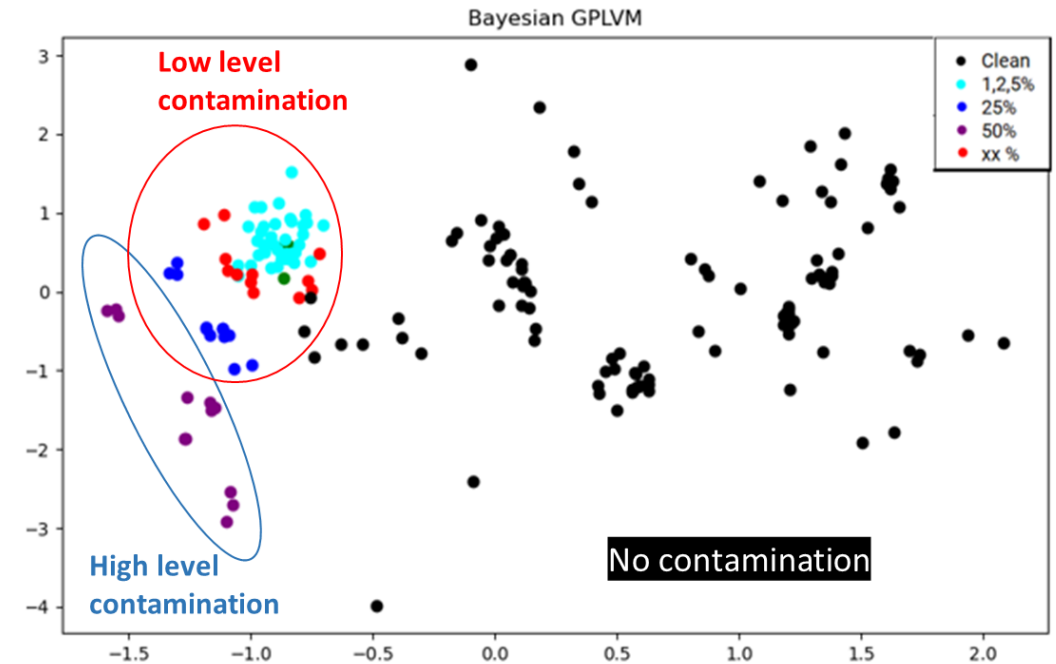 Bayesian GPLVM
Low level
contamination
Clean
1,2,5%
25%
50%
xx %
3
2
1
0
−1
−2
−3
−4
No contamination
High level
contamination
−1.5
−1.0
−0.5
0.0
0.5
1.0
1.5
2.0